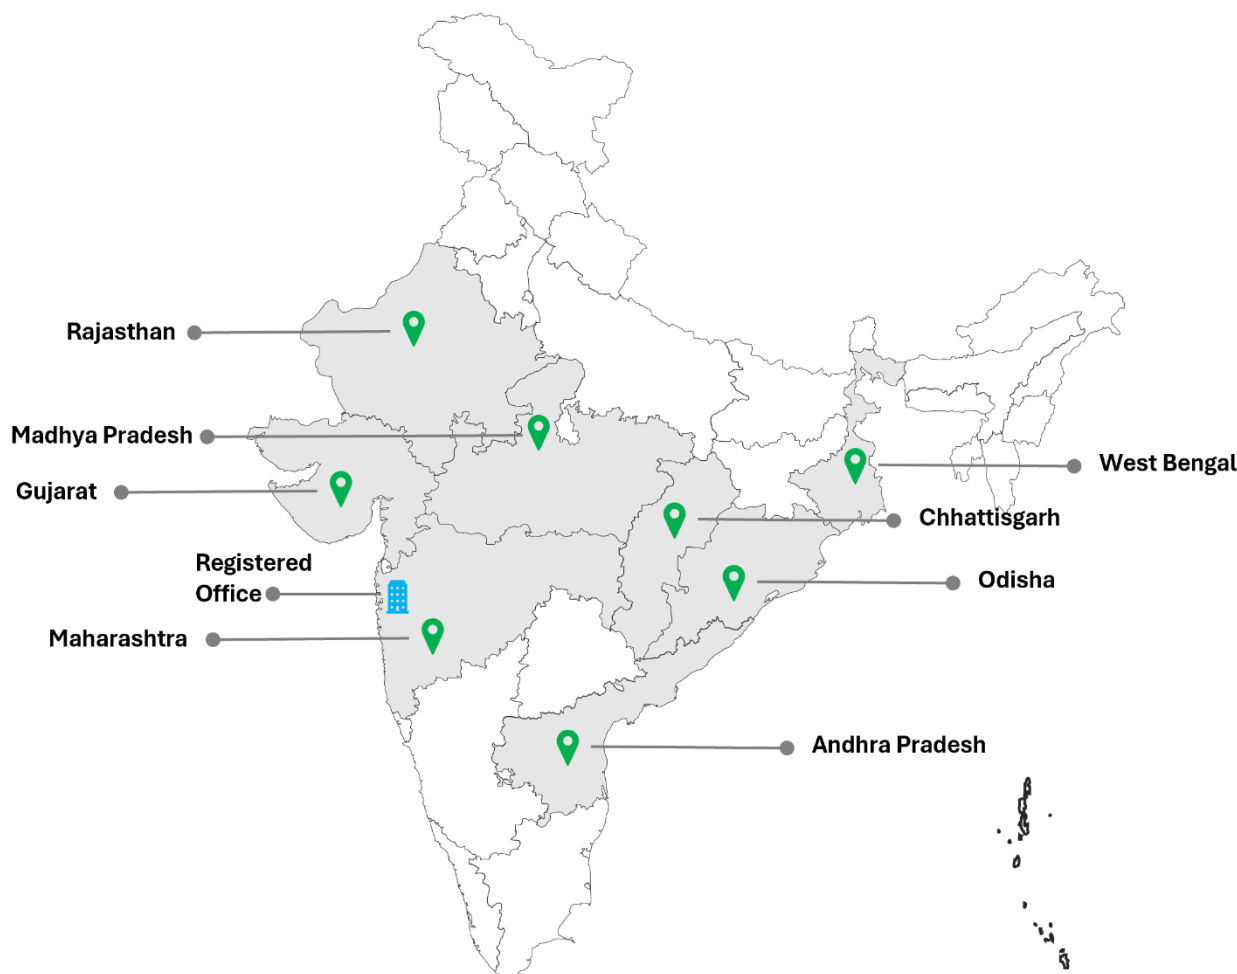 Rajasthan
Madhya Pradesh
West Bengal
Gujarat
Chhattisgarh
Registered
Office
Odisha
Maharashtra
Andhra Pradesh